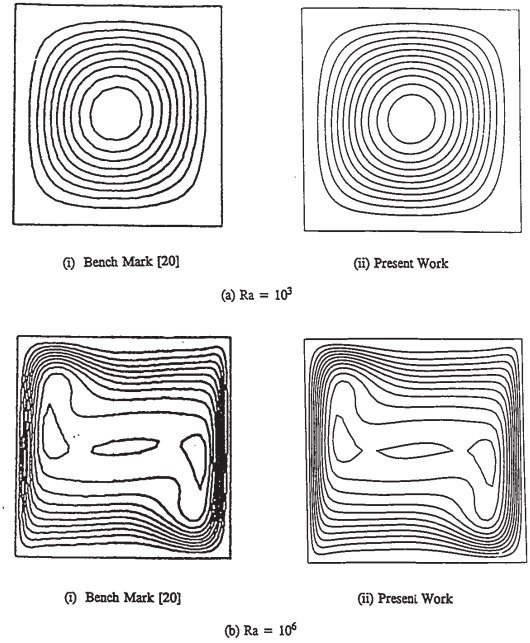 (i) Bench Mark [20] (ii) Present Work
(a) Ra = 10³
(i) Bench Mark [20] (ii) Present Work
(b) Ra = 10⁶